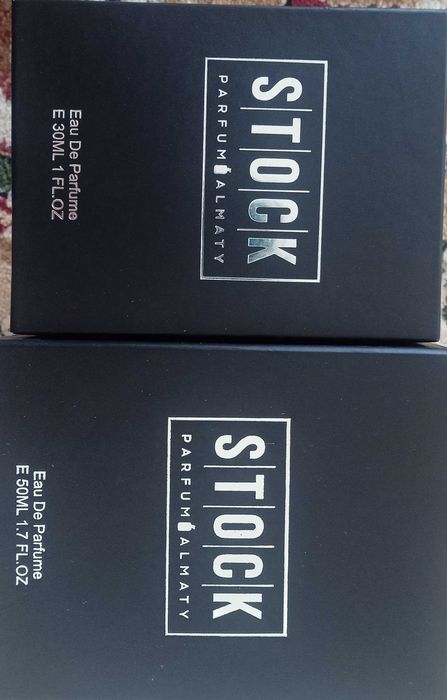 STOCK
PARFUM ALMATY
Eau De Parfume
E 30ML 1 FL.OZ
STOCK
PARFUM ALMATY
Eau De Parfume
E 50ML 1.7 FL.OZ